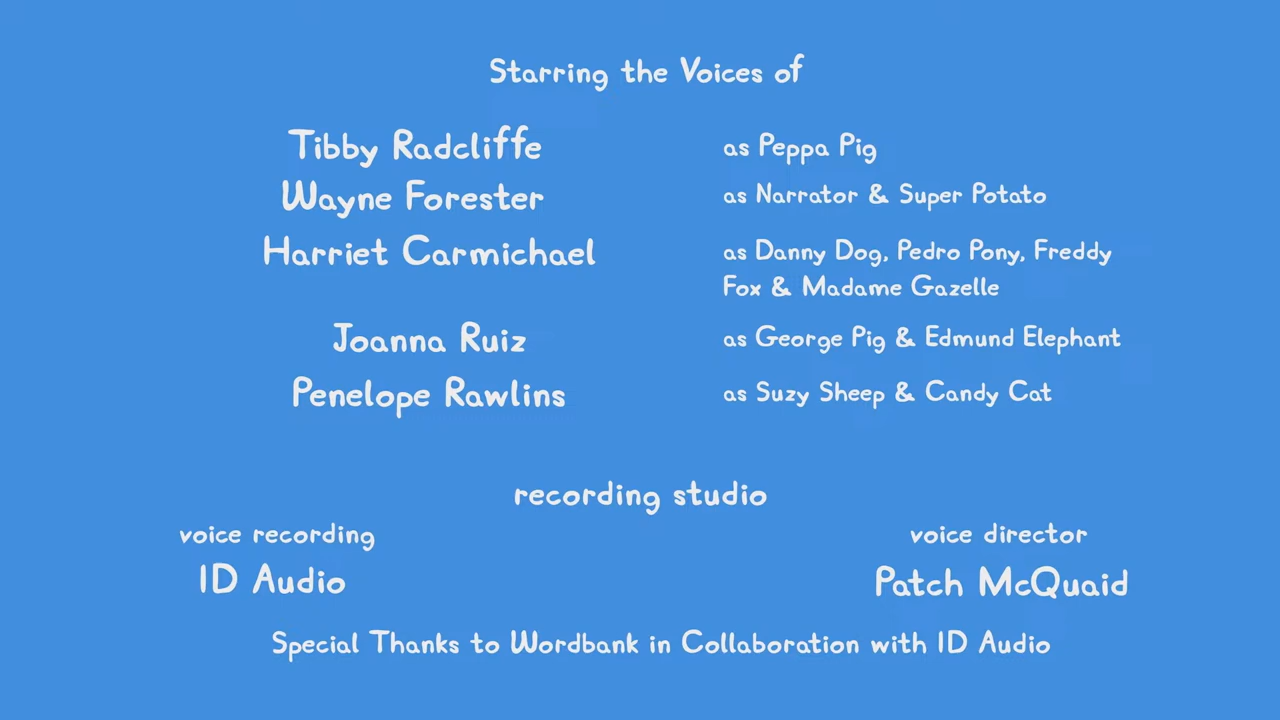 Starring the Voices of
Tibby Radcliffe as Peppa Pig
Wayne Forester as Narrator & Super Potato
Harriet Carmichael as Danny Dog, Pedro Pony, Freddy
Fox & Madame Gazelle
Joanna Ruiz as George Pig & Edmund Elephant
Penelope Rawlins as Suzy Sheep & Candy Cat
recording studio
voice recording voice director
ID Audio Patch McQuaid
Special Thanks to Wordbank in Collaboration with ID Audio